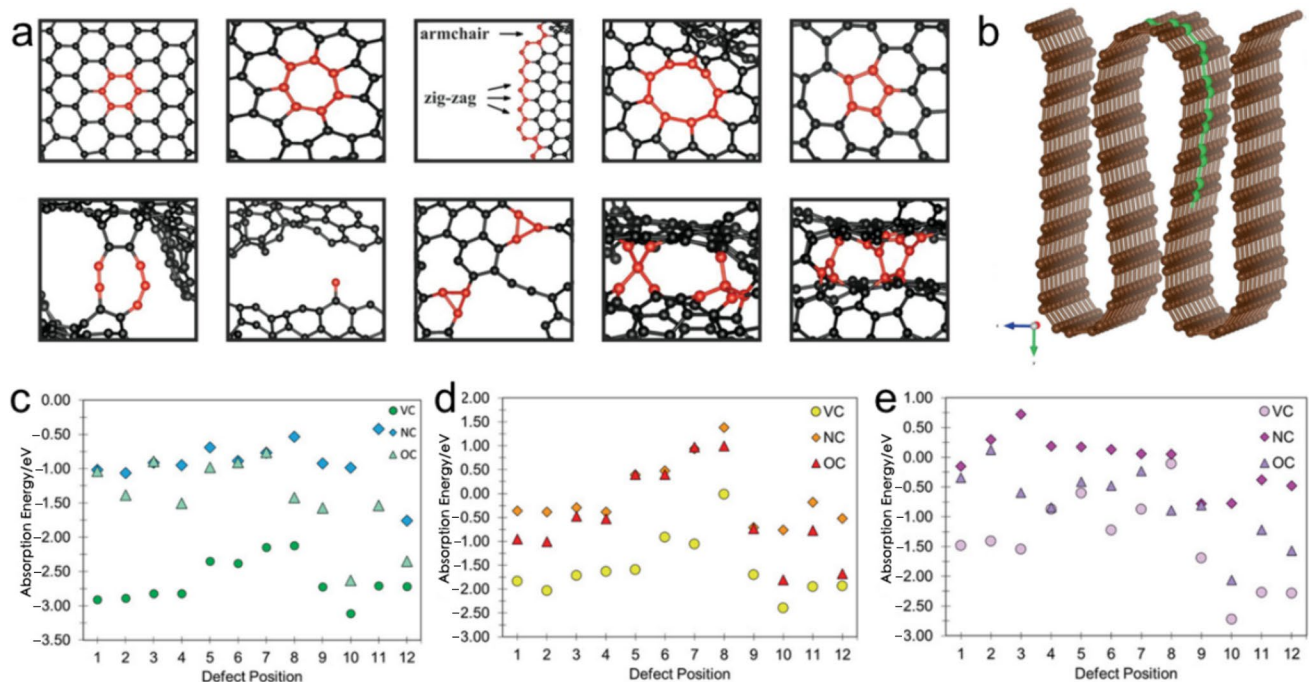 a
armchair
zig-zag
b
c
Absorption Energy/eV
0.00
−0.50
−1.00
−1.50
−2.00
−2.50
−3.00
−3.50
VC
NC
OC
1 2 3 4 5 6 7 8 9 10 11 12
Defect Position
d
Absorption Energy/eV
2.00
1.50
1.00
0.50
0.00
−0.50
−1.00
−1.50
−2.00
−2.50
−3.00
VC
NC
OC
1 2 3 4 5 6 7 8 9 10 11 12
Defect Position
e
Absorption Energy/eV
1.00
0.50
0.00
−0.50
−1.00
−1.50
−2.00
−2.50
−3.00
VC
NC
OC
1 2 3 4 5 6 7 8 9 10 11 12
Defect Position